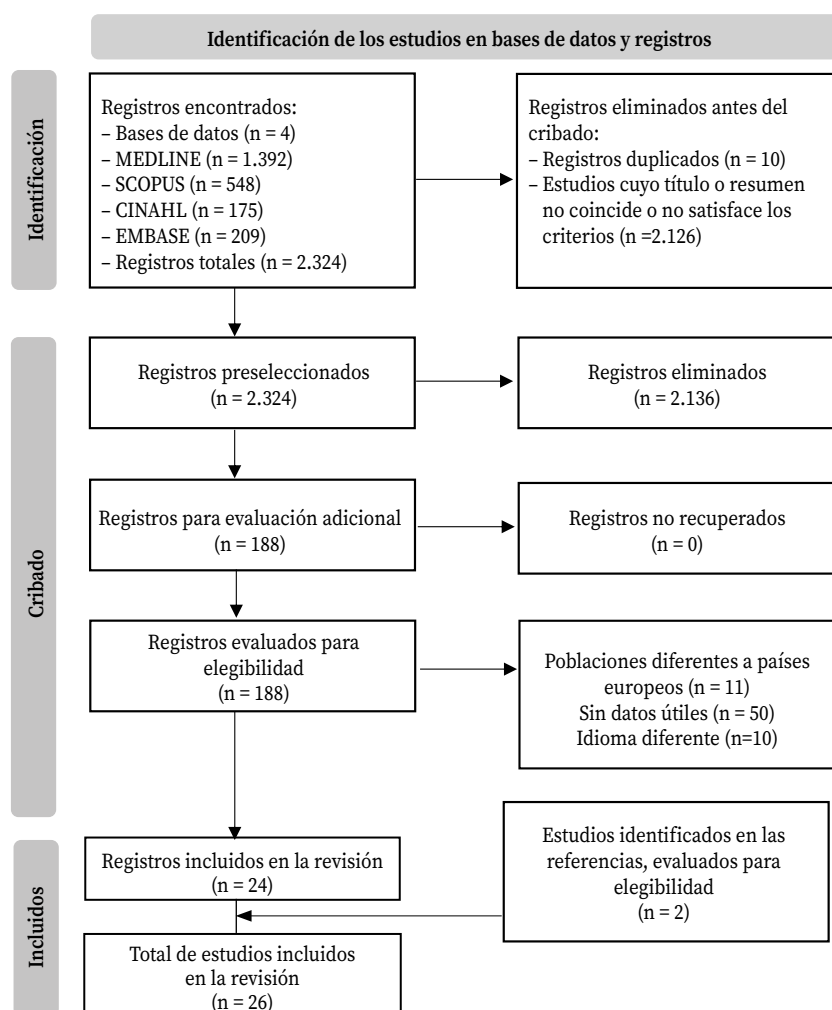 Identificación de los estudios en bases de datos y registros
Identificación
Registros encontrados:
– Bases de datos (n = 4)
– MEDLINE (n = 1.392)
– SCOPUS (n = 548)
– CINAHL (n = 175)
– EMBASE (n = 209)
– Registros totales (n = 2.324)
Registros eliminados antes del
cribado:
– Registros duplicados (n = 10)
– Estudios cuyo título o resumen
no coincide o no satisface los
criterios (n =2.126)
Cribado
Registros preseleccionados
(n = 2.324)
Registros eliminados
(n = 2.136)
Registros para evaluación adicional
(n = 188)
Registros no recuperados
(n = 0)
Registros evaluados para
elegibilidad
(n = 188)
Poblaciones diferentes a países
europeos (n = 11)
Sin datos útiles (n = 50)
Idioma diferente (n=10)
Incluidos
Registros incluidos en la revisión
(n = 24)
Estudios identificados en las
referencias, evaluados para
elegibilidad
(n = 2)
Total de estudios incluidos
en la revisión
(n = 26)